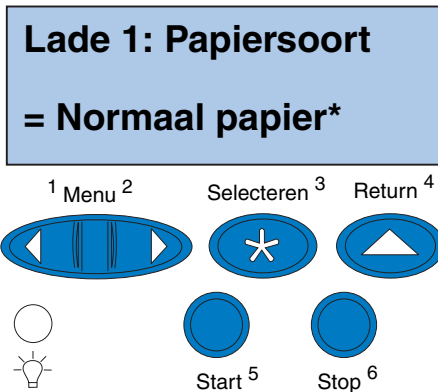 Lade 1: Papiersoort
= Normaal papier*
1 Menu 2 Selecteren 3 Return 4
Start 5 Stop 6